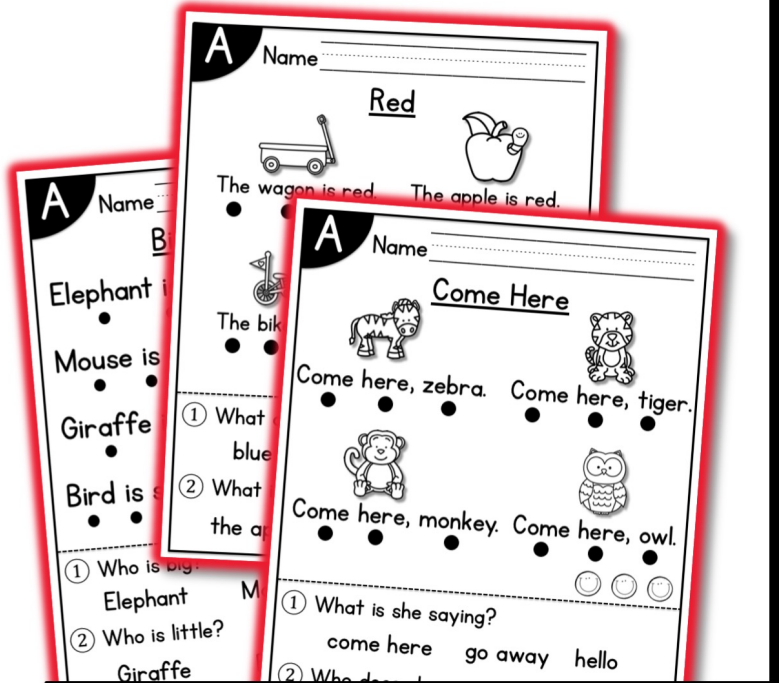 A
Name
Red
The wagon is red.
The apple is red.
The
1 What
blue
2 What
the
A
Name
Elephant
Mouse is
Giraffe
Bird is
1 Who is big?
Elephant
2 Who is little?
Giraffe
A
Name
Come Here
Come here, zebra.
Come here, tiger.
Come here, monkey.
Come here, owl.
1 What is she saying?
come here go away hello
2 Who